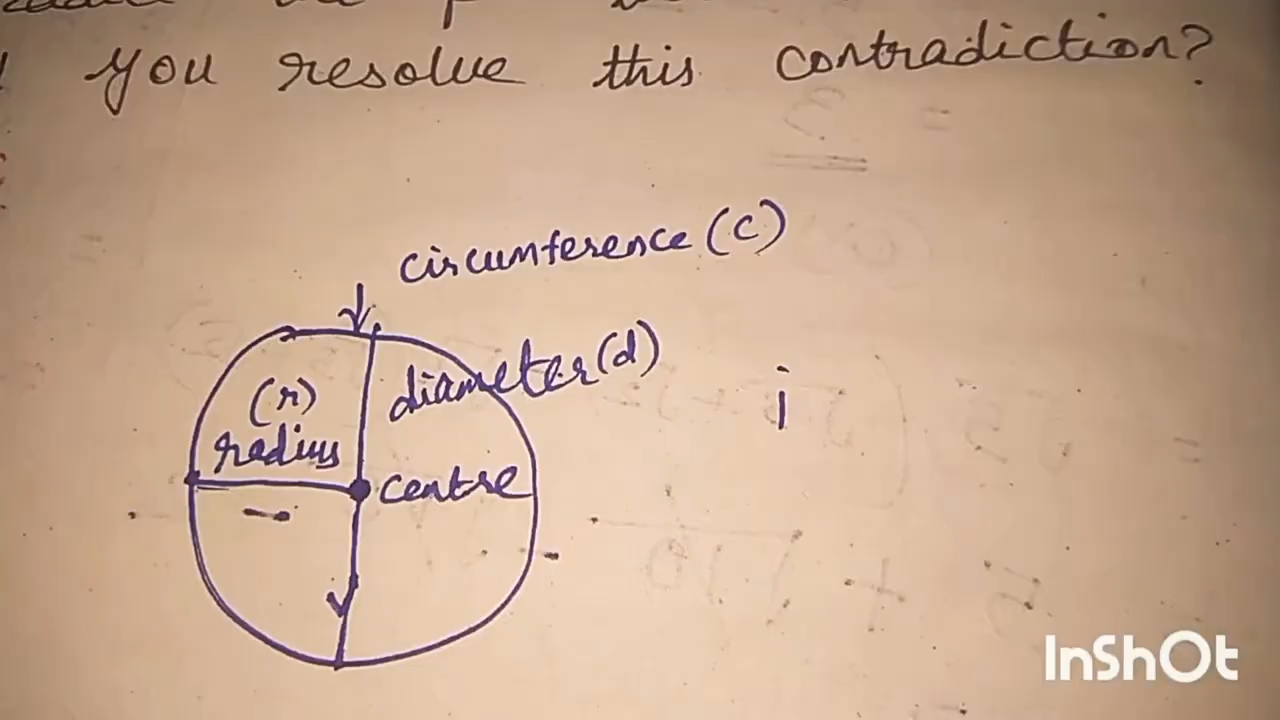 you resolve this contradiction?
circumference (c)
diameter (d)
(r)
radius
centre
i
InShOt